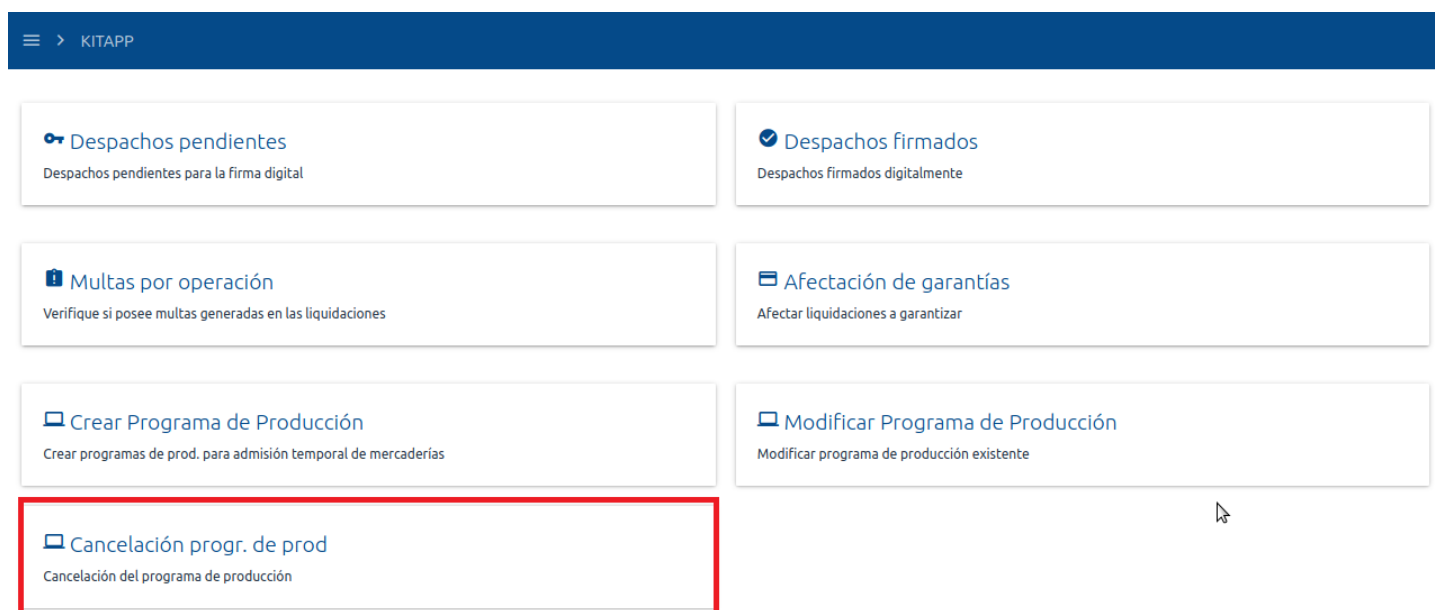 KITAPP
Despachos pendientes
Despachos pendientes para la firma digital
Despachos firmados
Despachos firmados digitalmente
Multas por operación
Verifique si posee multas generadas en las liquidaciones
Afectación de garantías
Afectar liquidaciones a garantizar
Crear Programa de Producción
Crear programas de prod. para admisión temporal de mercaderías
Modificar Programa de Producción
Modificar programa de producción existente
Cancelación progr. de prod
Cancelación del programa de producción